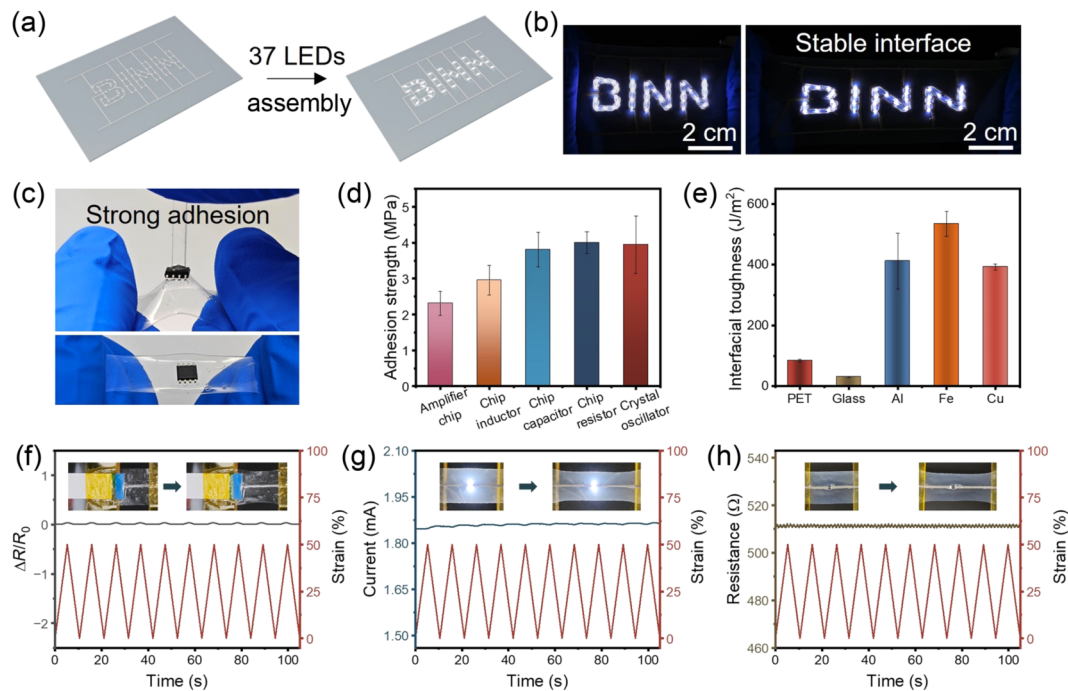 (a)
BINN
37 LEDs
assembly
BINN
(b)
BINN
2 cm
Stable interface
BINN
2 cm
(c)
Strong adhesion
(d)
Adhesion strength (MPa)
5
4
3
2
1
0
Amplifier
chip
Chip
inductor
Chip
capacitor
Chip
resistor
Crystal
oscillator
(e)
Interfacial toughness (J/m²)
600
400
200
0
PET
Glass
Al
Fe
Cu
(f)
ΔR/R₀
1
0
−1
−2
Strain (%)
100
75
50
25
0
0 20 40 60 80 100
Time (s)
(g)
Current (mA)
2.10
1.95
1.80
1.65
1.50
Strain (%)
100
75
50
25
0
0 20 40 60 80 100
Time (s)
(h)
Resistance (Ω)
540
520
500
480
460
Strain (%)
100
75
50
25
0
0 20 40 60 80 100
Time (s)